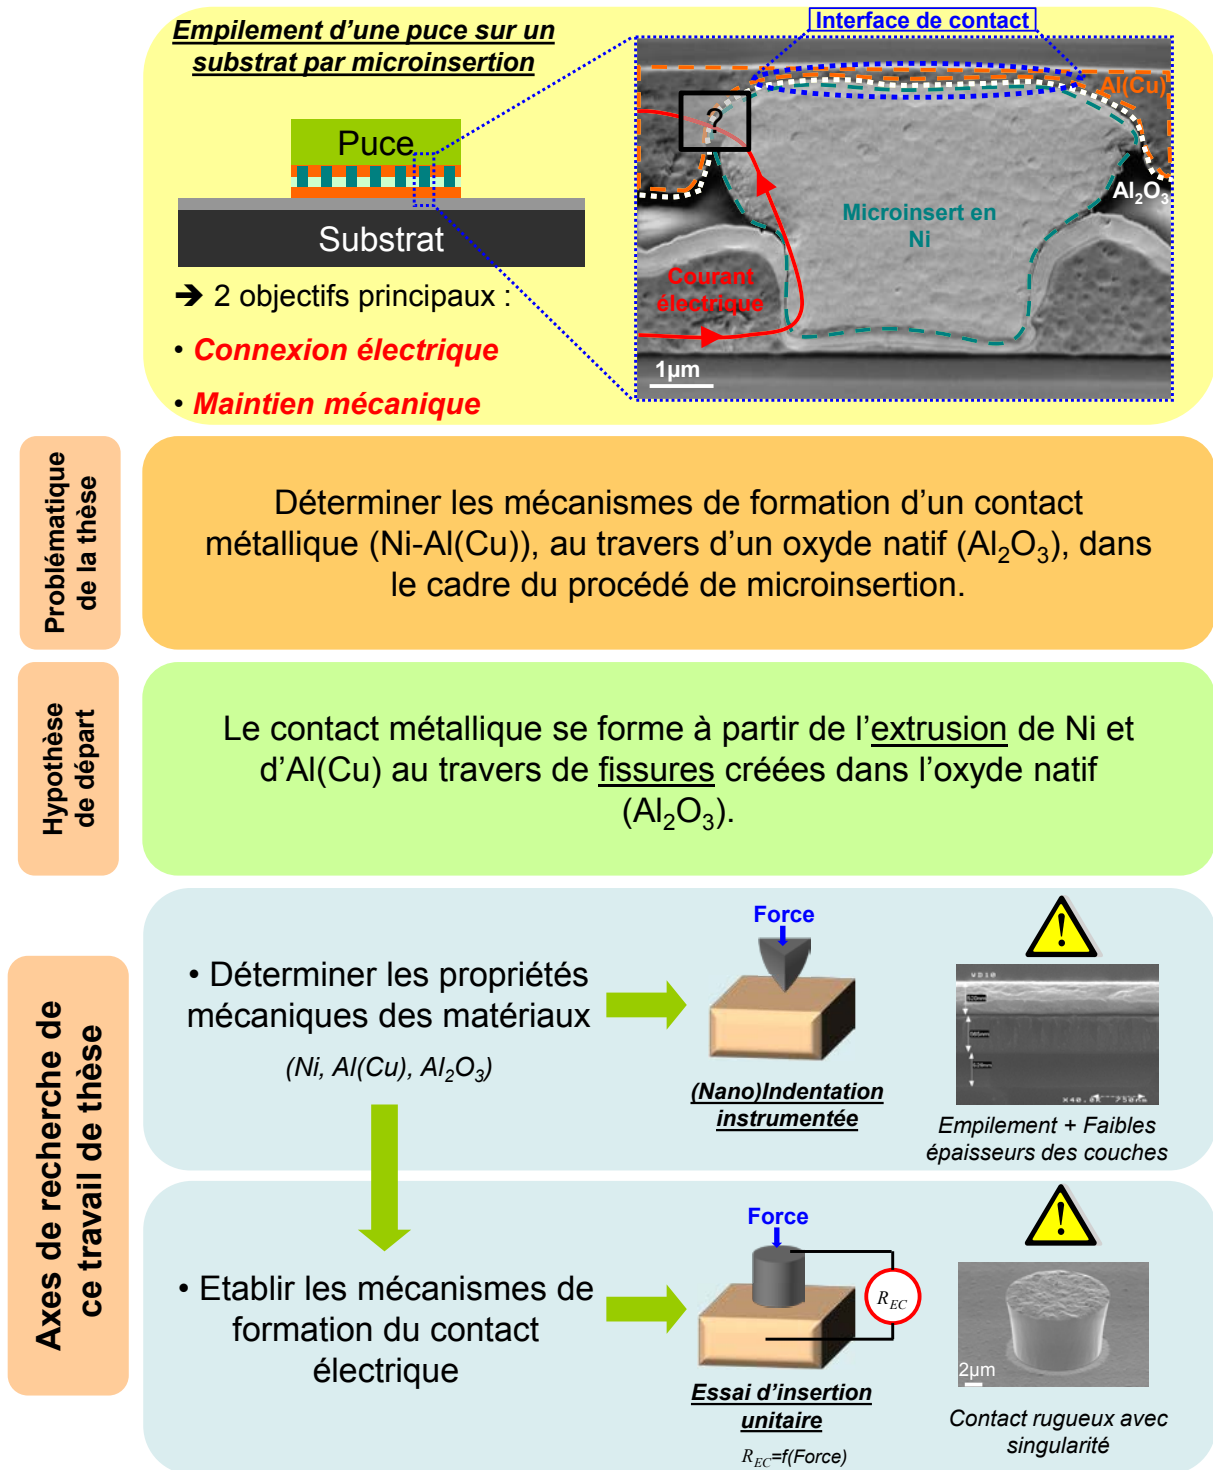 Empilement d'une puce sur un
substrat par microinsertion
Puce
Substrat
➔ 2 objectifs principaux :
• Connexion électrique
• Maintien mécanique
Interface de contact
Al(Cu)
?
Al₂O₃
Microinsert en
Ni
Courant
électrique
1µm
Problématique
de la thèse
Déterminer les mécanismes de formation d'un contact
métallique (Ni-Al(Cu)), au travers d'un oxyde natif (Al₂O₃), dans
le cadre du procédé de microinsertion.
Hypothèse
de départ
Le contact métallique se forme à partir de l'extrusion de Ni et
d'Al(Cu) au travers de fissures créées dans l'oxyde natif
(Al₂O₃).
Axes de recherche de
ce travail de thèse
• Déterminer les propriétés
mécaniques des matériaux
(Ni, Al(Cu), Al₂O₃)
Force
(Nano)Indentation
instrumentée
!
WD10
X40.0K 750nm
Empilement + Faibles
épaisseurs des couches
• Etablir les mécanismes de
formation du contact
électrique
Force
R_EC
Essai d'insertion
unitaire
R_EC=f(Force)
!
2µm
Contact rugueux avec
singularité